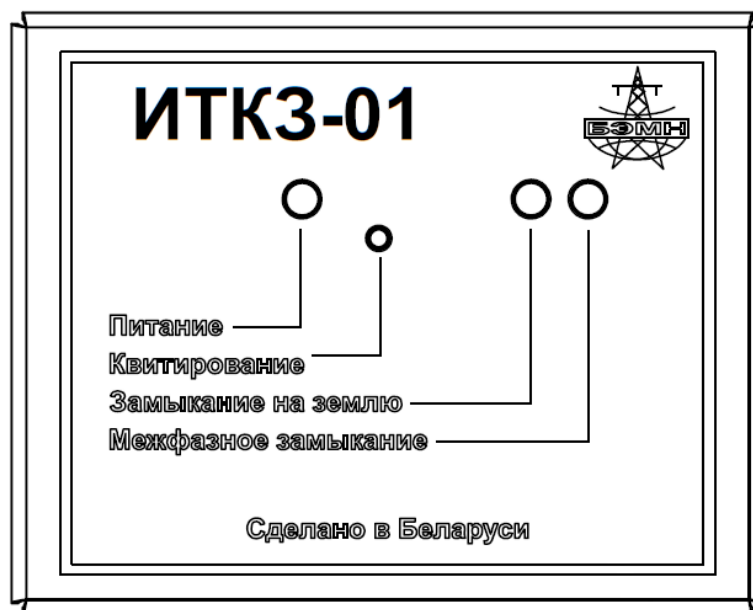 ИТКЗ-01
БЭМН
Питание
Квитирование
Замыкание на землю
Межфазное замыкание
Сделано в Беларуси